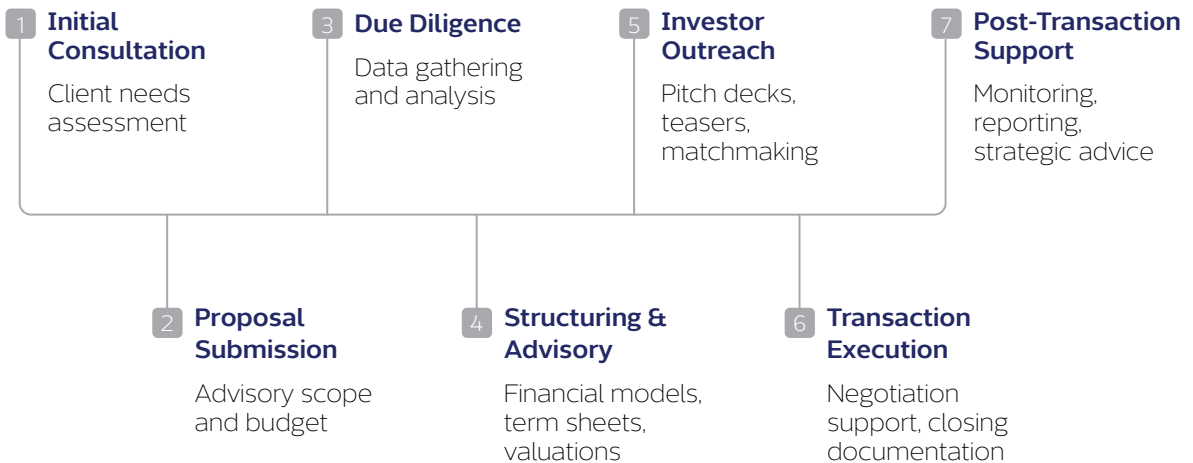 1
Initial
Consultation
Client needs
assessment
2
Proposal
Submission
Advisory scope
and budget
3
Due Diligence
Data gathering
and analysis
4
Structuring &
Advisory
Financial models,
term sheets,
valuations
5
Investor
Outreach
Pitch decks,
teasers,
matchmaking
6
Transaction
Execution
Negotiation
support, closing
documentation
7
Post-Transaction
Support
Monitoring,
reporting,
strategic advice